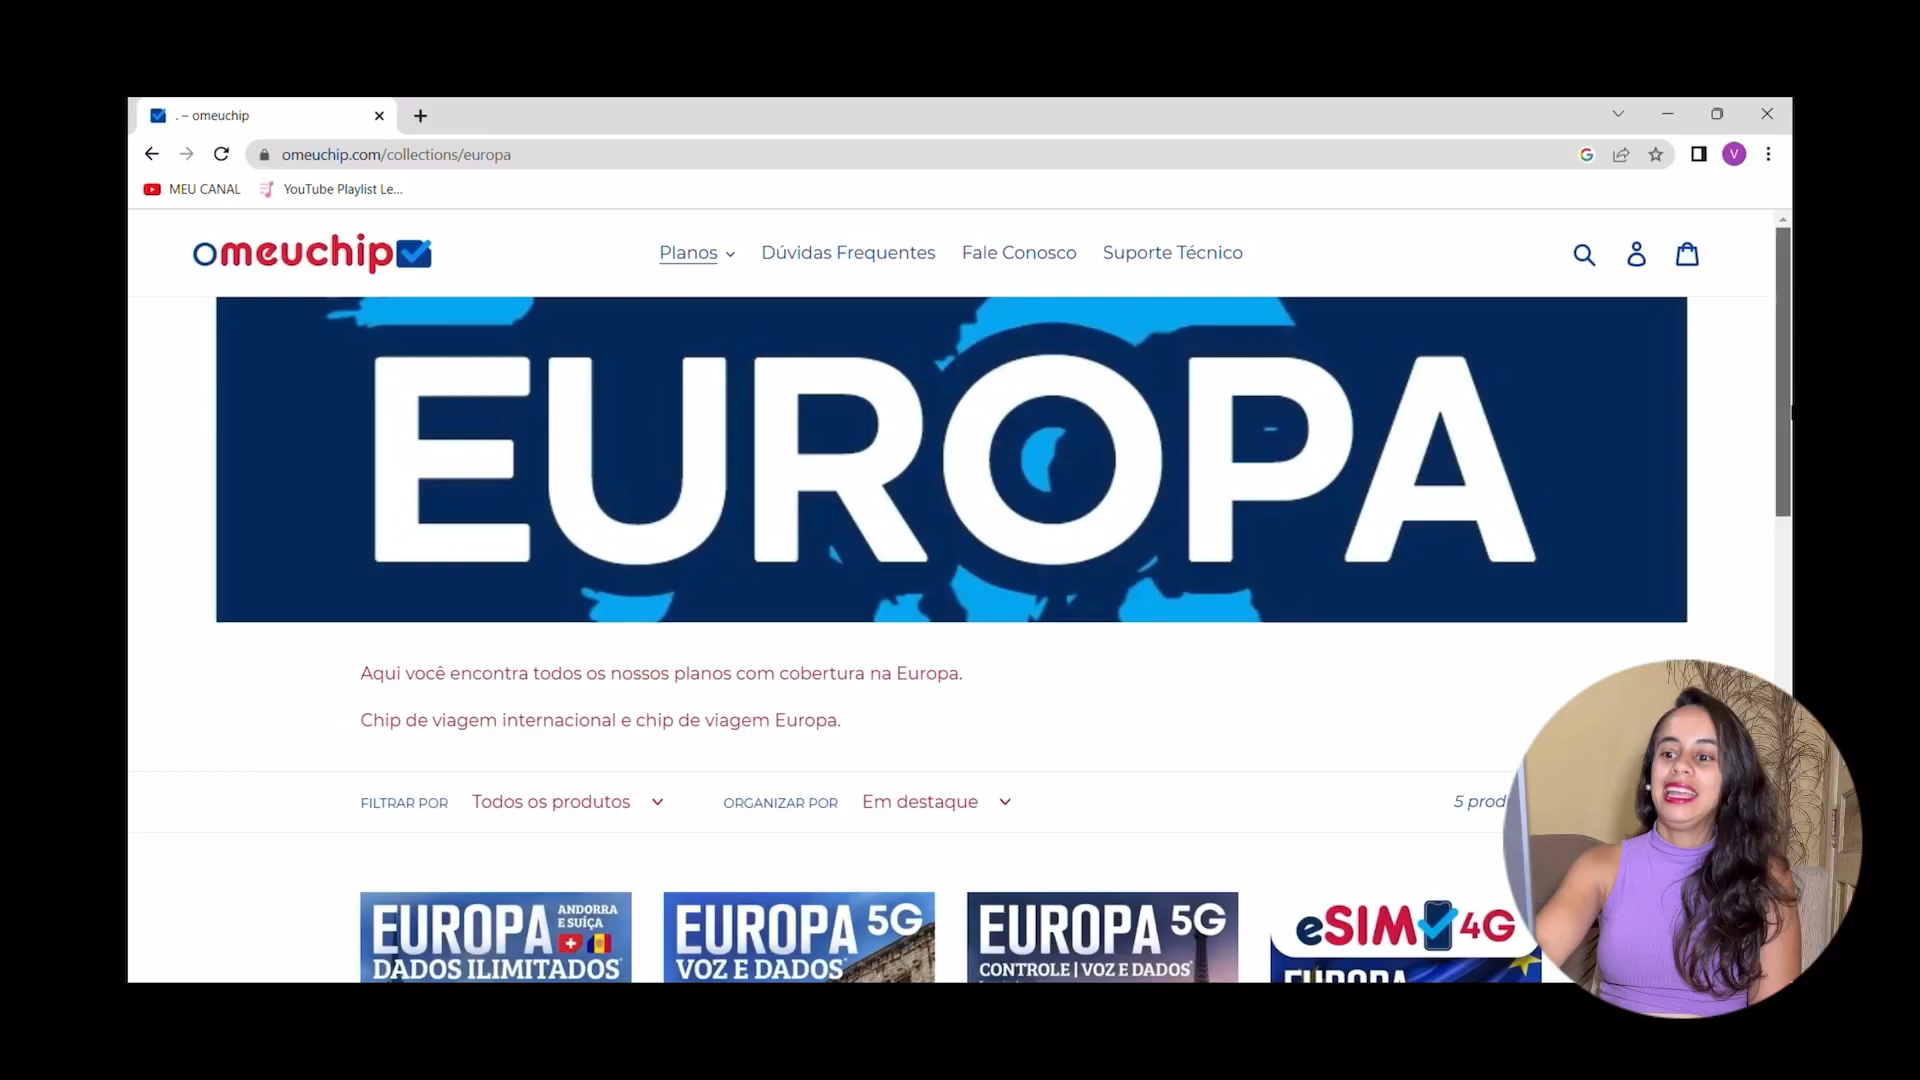 . – omeuchip
omeuchip.com/collections/europa
V
MEU CANAL
YouTube Playlist Le...
omeuchip
Planos
Dúvidas Frequentes
Fale Conosco
Suporte Técnico
EUROPA
Aqui você encontra todos os nossos planos com cobertura na Europa.
Chip de viagem internacional e chip de viagem Europa.
FILTRAR POR
Todos os produtos
ORGANIZAR POR
Em destaque
5 prod
EUROPA
ANDORRA
E SUÍÇA
DADOS ILIMITADOS*
EUROPA 5G
VOZ E DADOS*
EUROPA 5G
CONTROLE | VOZ E DADOS*
eSIM 4G
EUROPA